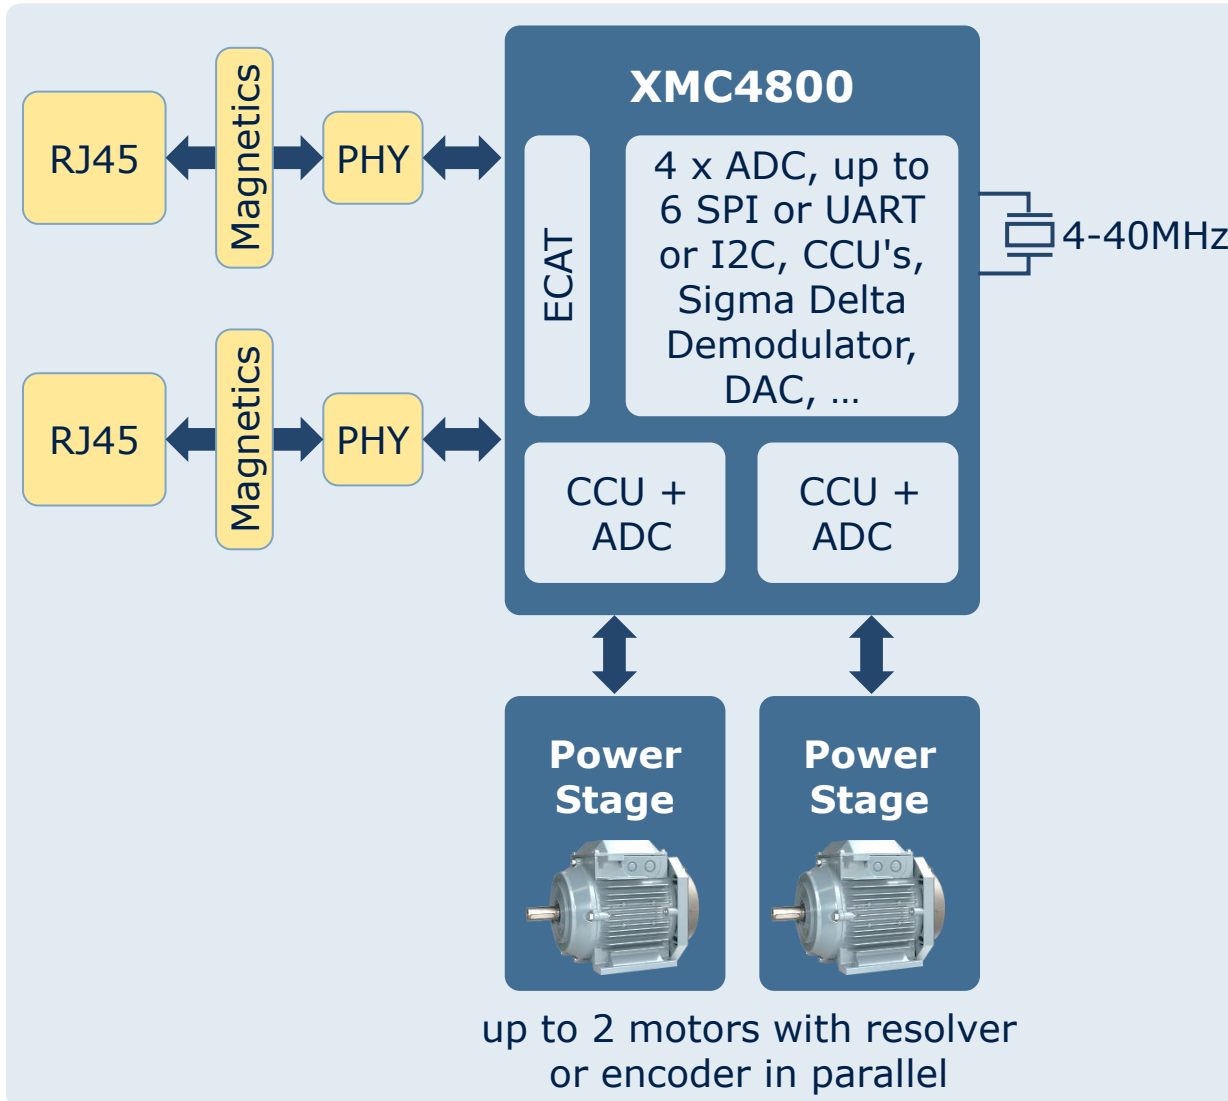 XMC4800
RJ45
Magnetics
PHY
ECAT
4 x ADC, up to
6 SPI or UART
or I2C, CCU's,
Sigma Delta
Demodulator,
DAC, ...
4-40MHz
RJ45
Magnetics
PHY
CCU +
ADC
CCU +
ADC
Power
Stage
Power
Stage
up to 2 motors with resolver
or encoder in parallel